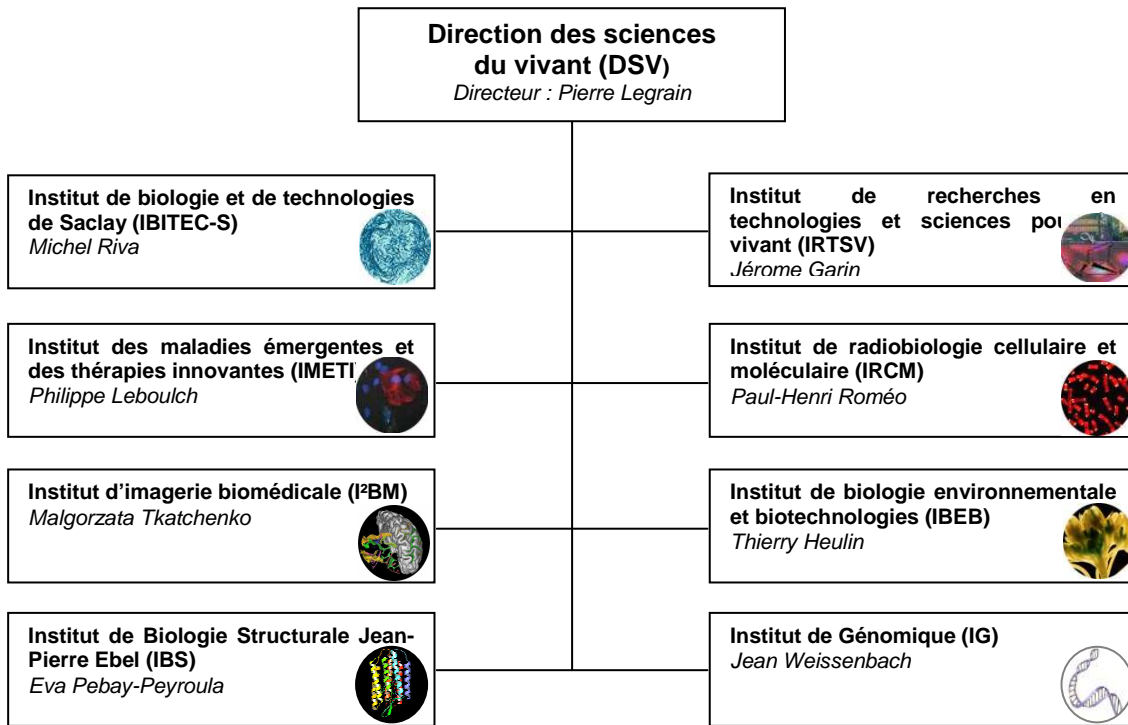 Direction des sciences
du vivant (DSV)
Directeur : Pierre Legrain
Institut de biologie et de technologies
de Saclay (IBITEC-S)
Michel Riva
Institut de recherches en
technologies et sciences pou
vivant (IRTSV)
Jérome Garin
Institut des maladies émergentes et
des thérapies innovantes (IMETI)
Philippe Leboulch
Institut de radiobiologie cellulaire et
moléculaire (IRCM)
Paul-Henri Roméo
Institut d’imagerie biomédicale (I²BM)
Malgorzata Tkatchenko
Institut de biologie environnementale
et biotechnologies (IBEB)
Thierry Heulin
Institut de Biologie Structurale Jean-
Pierre Ebel (IBS)
Eva Pebay-Peyroula
Institut de Génomique (IG)
Jean Weissenbach